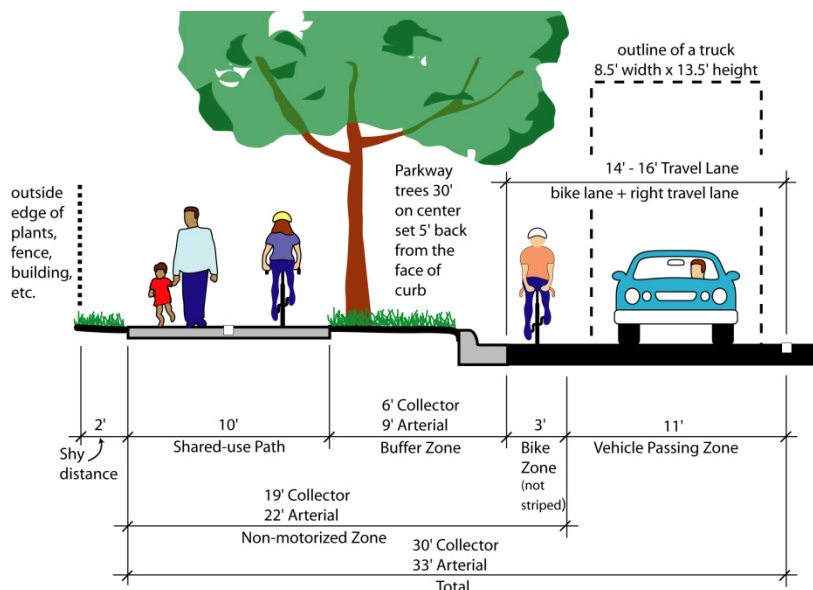 outline of a truck
8.5' width x 13.5' height
14' - 16' Travel Lane
bike lane + right travel lane
outside
edge of
plants,
fence,
building,
etc.
Parkway
trees 30'
on center
set 5' back
from the
face of
curb
2'
Shy
distance
10'
Shared-use Path
6' Collector
9' Arterial
Buffer Zone
3'
Bike
Zone
(not
striped)
11'
Vehicle Passing Zone
19' Collector
22' Arterial
Non-motorized Zone
30' Collector
33' Arterial
Total